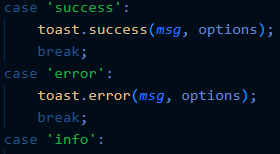 case 'success':
toast.success(msg, options);
break;
case 'error':
toast.error(msg, options);
break;
case 'info':